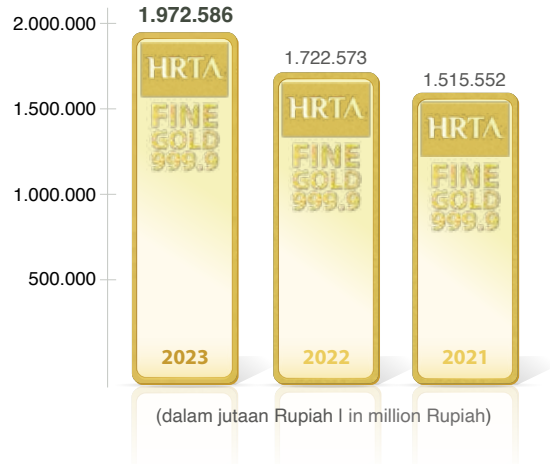 2.000.000
1.500.000
1.000.000
500.000
1.972.586
HRTA
FINE
GOLD
999.9
2023
1.722.573
HRTA
FINE
GOLD
999.9
2022
1.515.552
HRTA
FINE
GOLD
999.9
2021
(dalam jutaan Rupiah l in million Rupiah)